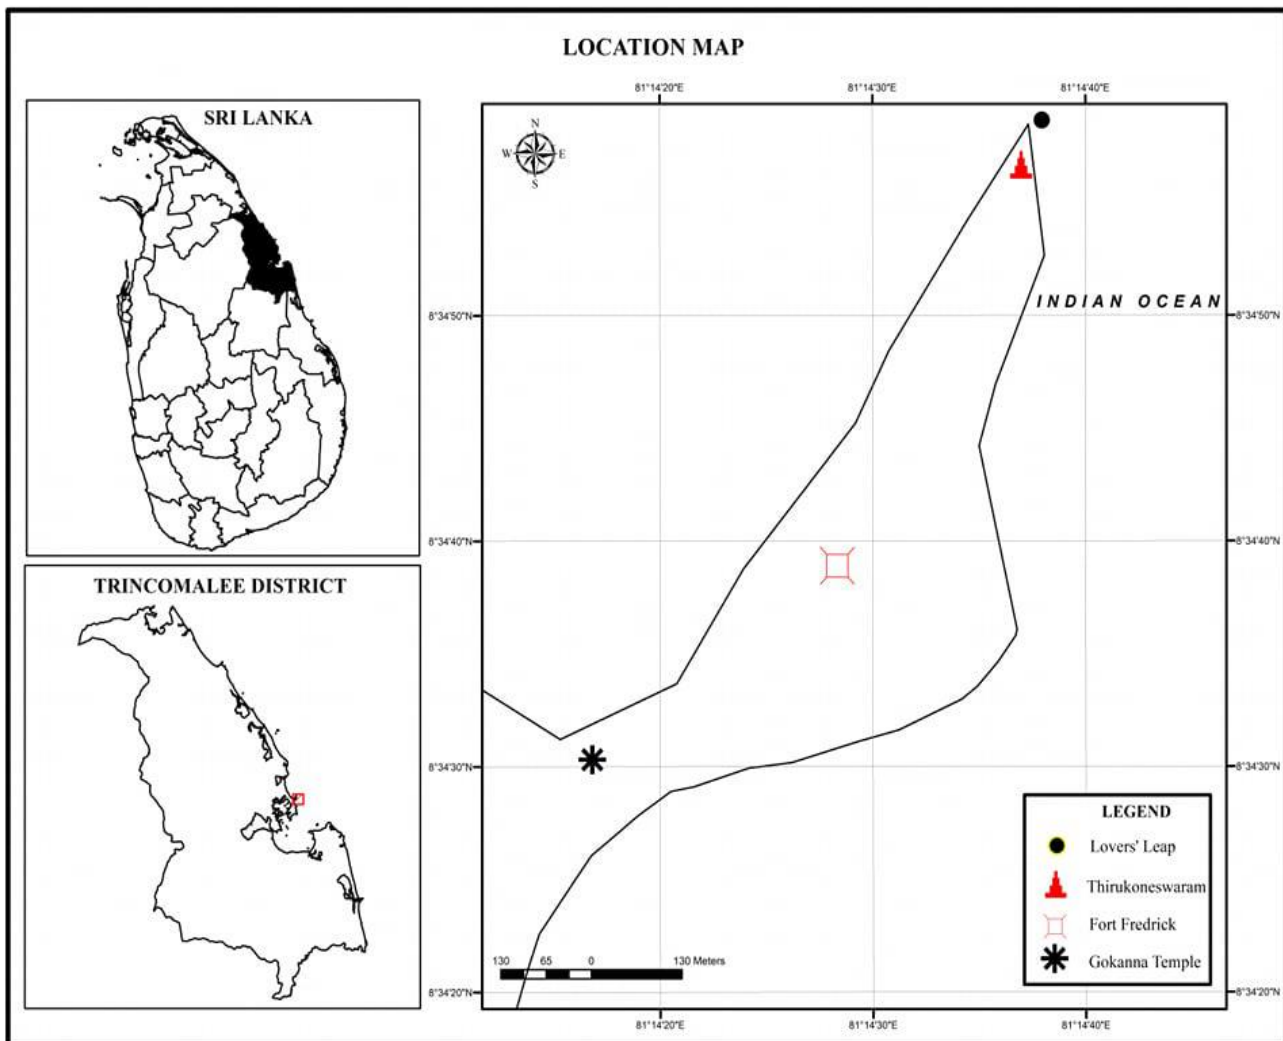 LOCATION MAP
SRI LANKA
TRINCOMALEE DISTRICT
81°14'20"E 81°14'30"E 81°14'40"E
N
W E
S
INDIAN OCEAN
8°34'50"N 8°34'50"N
8°34'40"N 8°34'40"N
8°34'30"N 8°34'30"N
8°34'20"N 8°34'20"N
130 65 0 130 Meters
LEGEND
Lovers' Leap
Thirukoneswaram
Fort Fredrick
Gokanna Temple
81°14'20"E 81°14'30"E 81°14'40"E